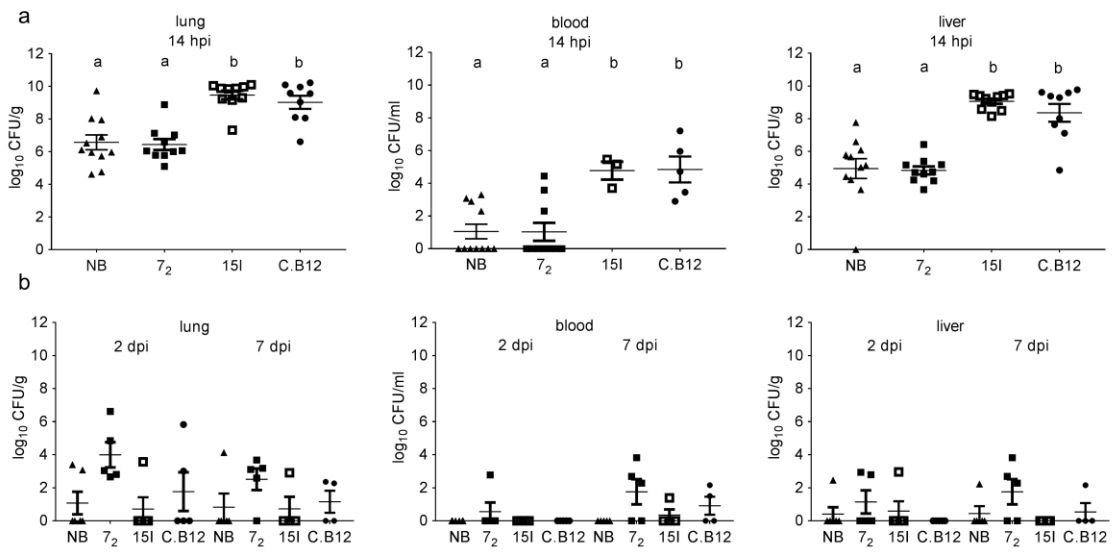 a
lung
14 hpi
a a b b
log10 CFU/g
12
10
8
6
4
2
0
NB 72 15I C.B12
blood
14 hpi
a a b b
log10 CFU/ml
12
10
8
6
4
2
0
NB 72 15I C.B12
liver
14 hpi
a a b b
log10 CFU/g
12
10
8
6
4
2
0
NB 72 15I C.B12
b
lung
2 dpi 7 dpi
log10 CFU/g
12
10
8
6
4
2
0
NB 72 15I C.B12 NB 72 15I C.B12
blood
2 dpi 7 dpi
log10 CFU/ml
12
10
8
6
4
2
0
NB 72 15I C.B12 NB 72 15I C.B12
liver
2 dpi 7 dpi
log10 CFU/g
12
10
8
6
4
2
0
NB 72 15I C.B12 NB 72 15I C.B12